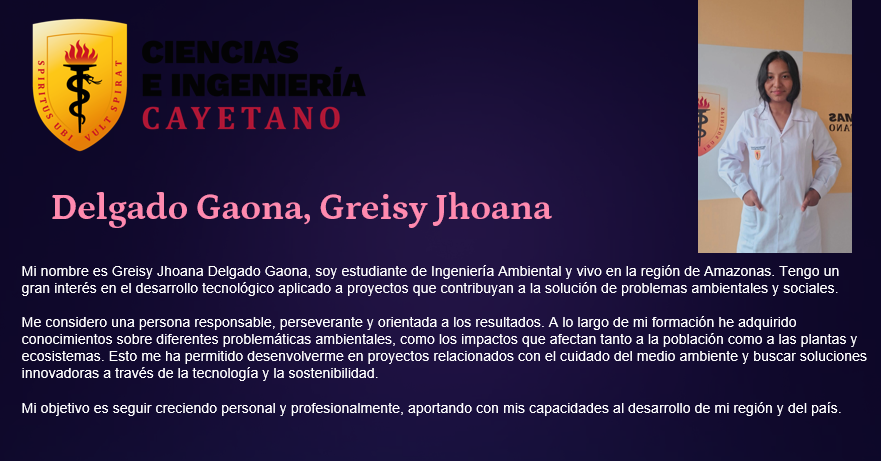 SPIRITUS UBI VULT SPIRAT
CIENCIAS
E INGENIERÍA
CAYETANO
Delgado Gaona, Greisy Jhoana
Mi nombre es Greisy Jhoana Delgado Gaona, soy estudiante de Ingeniería Ambiental y vivo en la región de Amazonas. Tengo un
gran interés en el desarrollo tecnológico aplicado a proyectos que contribuyan a la solución de problemas ambientales y sociales.
Me considero una persona responsable, perseverante y orientada a los resultados. A lo largo de mi formación he adquirido
conocimientos sobre diferentes problemáticas ambientales, como los impactos que afectan tanto a la población como a las plantas y
ecosistemas. Esto me ha permitido desenvolverme en proyectos relacionados con el cuidado del medio ambiente y buscar soluciones
innovadoras a través de la tecnología y la sostenibilidad.
Mi objetivo es seguir creciendo personal y profesionalmente, aportando con mis capacidades al desarrollo de mi región y del país.